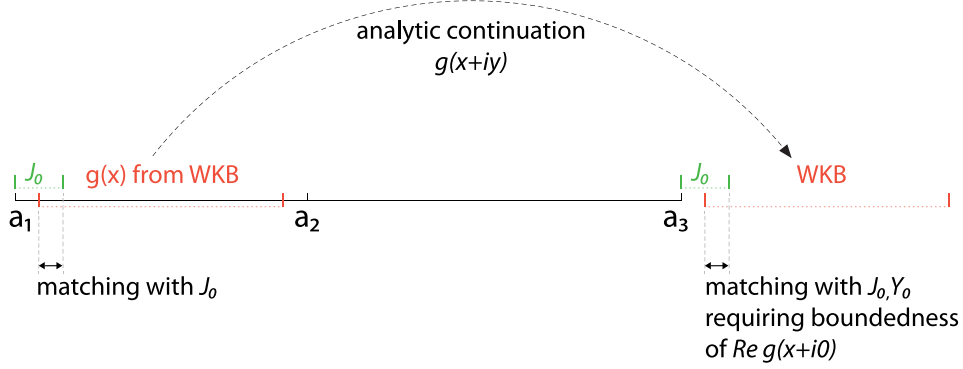 analytic continuation
g(x+iy)
J₀ g(x) from WKB J₀ WKB
a₁ a₂ a₃
matching with J₀
matching with J₀,Y₀
requiring boundedness
of Re g(x+i0)